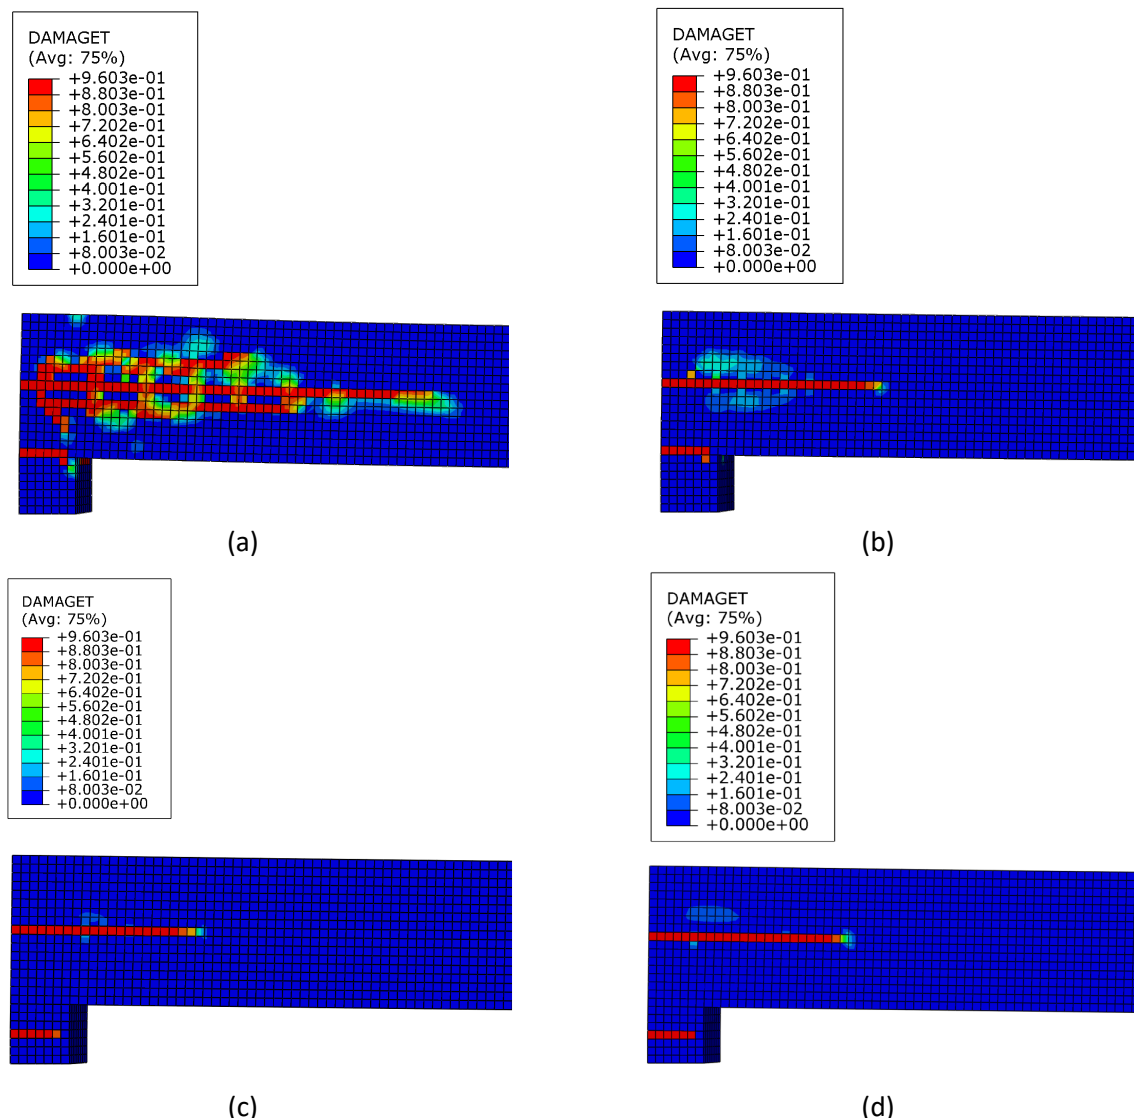 DAMAGET
(Avg: 75%)
+9.603e-01
+8.803e-01
+8.003e-01
+7.202e-01
+6.402e-01
+5.602e-01
+4.802e-01
+4.001e-01
+3.201e-01
+2.401e-01
+1.601e-01
+8.003e-02
+0.000e+00
(a)
DAMAGET
(Avg: 75%)
+9.603e-01
+8.803e-01
+8.003e-01
+7.202e-01
+6.402e-01
+5.602e-01
+4.802e-01
+4.001e-01
+3.201e-01
+2.401e-01
+1.601e-01
+8.003e-02
+0.000e+00
(b)
DAMAGET
(Avg: 75%)
+9.603e-01
+8.803e-01
+8.003e-01
+7.202e-01
+6.402e-01
+5.602e-01
+4.802e-01
+4.001e-01
+3.201e-01
+2.401e-01
+1.601e-01
+8.003e-02
+0.000e+00
(c)
DAMAGET
(Avg: 75%)
+9.603e-01
+8.803e-01
+8.003e-01
+7.202e-01
+6.402e-01
+5.602e-01
+4.802e-01
+4.001e-01
+3.201e-01
+2.401e-01
+1.601e-01
+8.003e-02
+0.000e+00
(d)